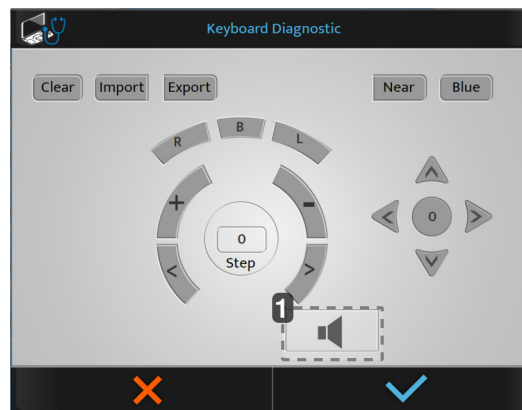 Keyboard Diagnostic
Clear Import Export Near Blue
R B L
+ -
0
Step
< >
0
1